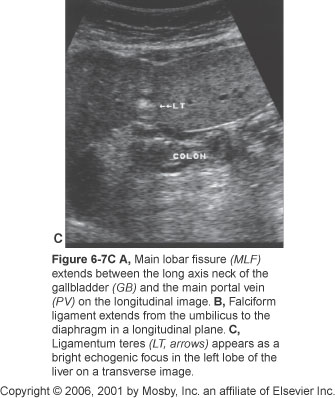 ←←LT
COLON
C
Figure 6-7C A, Main lobar fissure (MLF)
extends between the long axis neck of the
gallbladder (GB) and the main portal vein
(PV) on the longitudinal image. B, Falciform
ligament extends from the umbilicus to the
diaphragm in a longitudinal plane. C,
Ligamentum teres (LT, arrows) appears as a
bright echogenic focus in the left lobe of the
liver on a transverse image.
Copyright © 2006, 2001 by Mosby, Inc. an affiliate of Elsevier Inc.